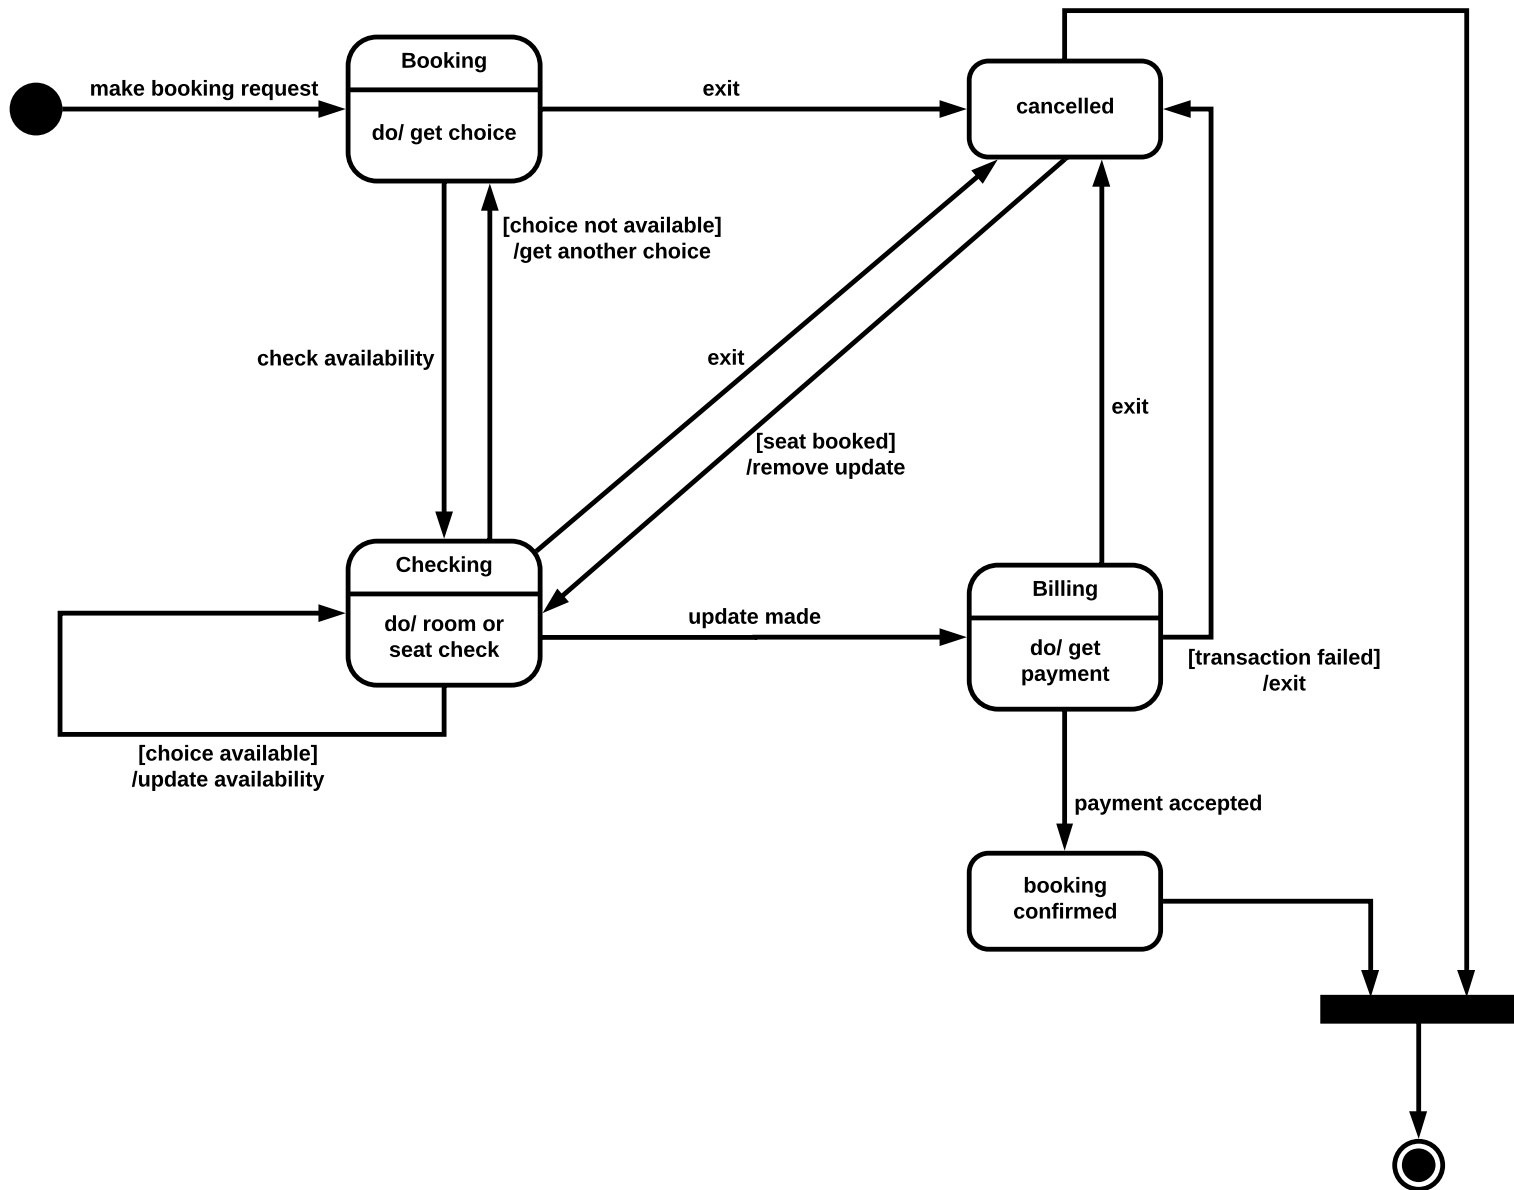 Booking
make booking request
exit
cancelled
do/ get choice
[choice not available]
/get another choice
check availability
exit
exit
[seat booked]
/remove update
Checking
do/ room or
seat check
update made
Billing
do/ get
payment
[transaction failed]
/exit
[choice available]
/update availability
payment accepted
booking
confirmed